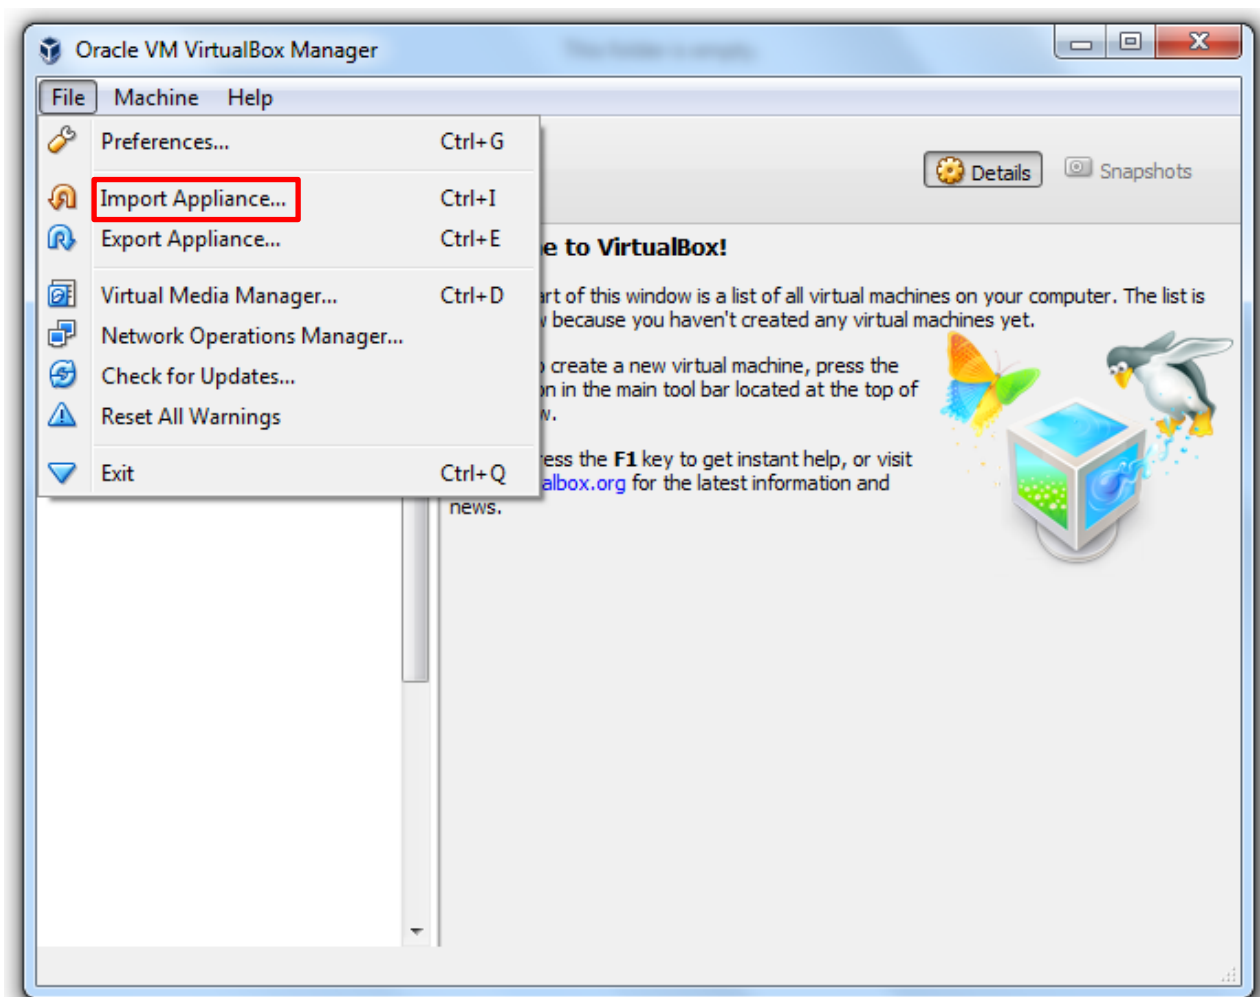 Oracle VM VirtualBox Manager
File Machine Help
Preferences... Ctrl+G
Import Appliance... Ctrl+I
Export Appliance... Ctrl+E
Virtual Media Manager... Ctrl+D
Network Operations Manager...
Check for Updates...
Reset All Warnings
Exit Ctrl+Q
Details Snapshots
e to VirtualBox!
art of this window is a list of all virtual machines on your computer. The list is
because you haven't created any virtual machines yet.
create a new virtual machine, press the
on in the main tool bar located at the top of
w.
ess the F1 key to get instant help, or visit
albox.org for the latest information and
news.